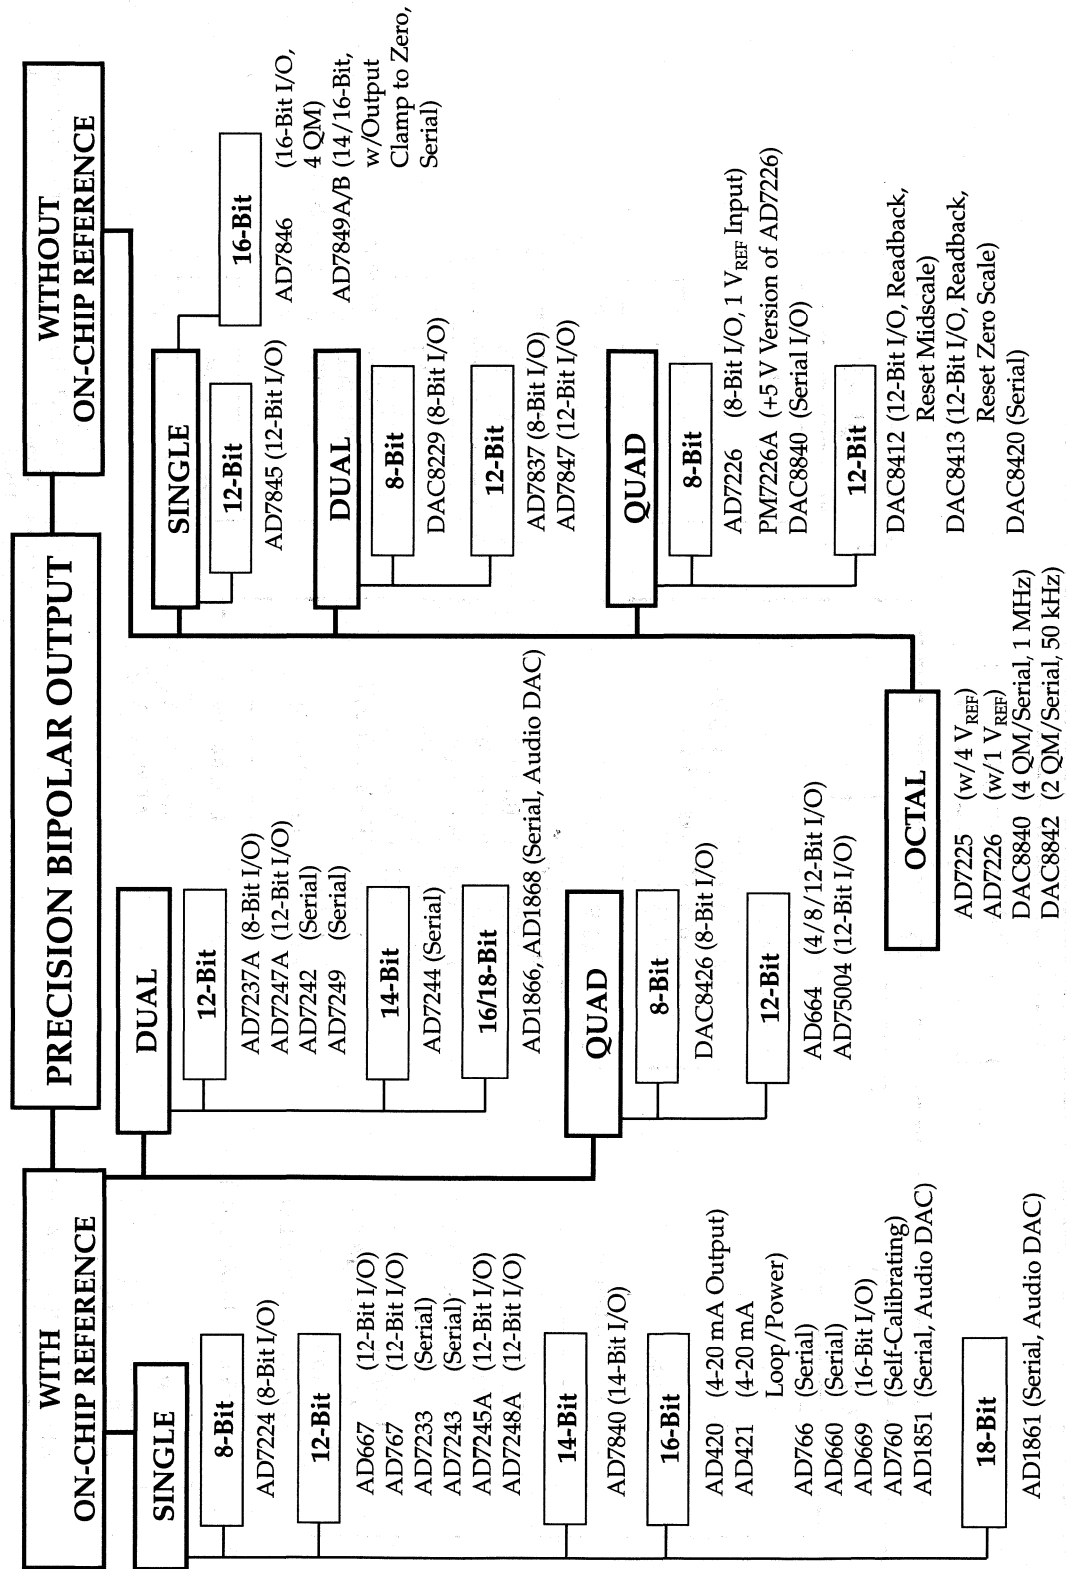 PRECISION BIPOLAR OUTPUT
WITH
ON-CHIP REFERENCE
SINGLE
8-Bit
AD7224 (8-Bit I/O)
12-Bit
AD667 (12-Bit I/O)
AD767 (12-Bit I/O)
AD7233 (Serial)
AD7243 (Serial)
AD7245A (12-Bit I/O)
AD7248A (12-Bit I/O)
14-Bit
AD7840 (14-Bit I/O)
16-Bit
AD420 (4-20 mA Output)
AD421 (4-20 mA
Loop/Power)
AD766 (Serial)
AD660 (Serial)
AD669 (16-Bit I/O)
AD760 (Self-Calibrating)
AD1851 (Serial, Audio DAC)
18-Bit
AD1861 (Serial, Audio DAC)
DUAL
12-Bit
AD7237A (8-Bit I/O)
AD7247A (12-Bit I/O)
AD7242 (Serial)
AD7249 (Serial)
14-Bit
AD7244 (Serial)
16/18-Bit
AD1866, AD1868 (Serial, Audio DAC)
QUAD
8-Bit
DAC8426 (8-Bit I/O)
12-Bit
AD664 (4/8/12-Bit I/O)
AD75004 (12-Bit I/O)
WITHOUT
ON-CHIP REFERENCE
SINGLE
12-Bit
AD7845 (12-Bit I/O)
16-Bit
AD7846 (16-Bit I/O,
4 QM)
AD7849A/B (14/16-Bit,
w/Output
Clamp to Zero,
Serial)
DUAL
8-Bit
DAC8229 (8-Bit I/O)
12-Bit
AD7837 (8-Bit I/O)
AD7847 (12-Bit I/O)
QUAD
8-Bit
AD7226 (8-Bit I/O, 1 VREF Input)
PM7226A (+5 V Version of AD7226)
DAC8840 (Serial I/O)
12-Bit
DAC8412 (12-Bit I/O, Readback,
Reset Midscale)
DAC8413 (12-Bit I/O, Readback,
Reset Zero Scale)
DAC8420 (Serial)
OCTAL
AD7225 (w/4 VREF)
AD7226 (w/1 VREF)
DAC8840 (4 QM/Serial, 1 MHz)
DAC8842 (2 QM/Serial, 50 kHz)